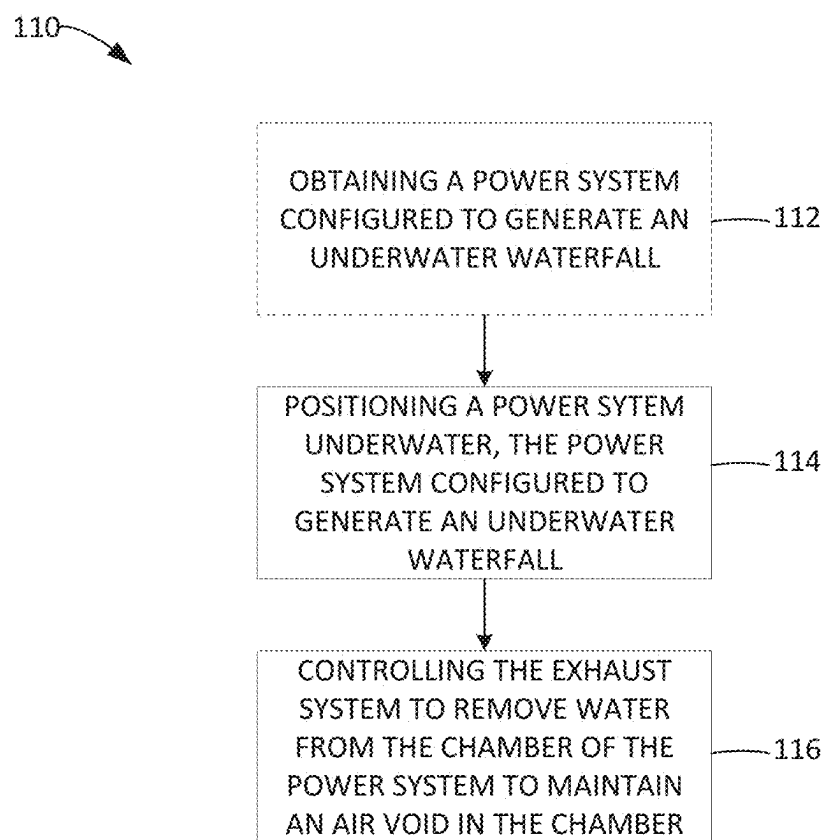 110
OBTAINING A POWER SYSTEM
CONFIGURED TO GENERATE AN
UNDERWATER WATERFALL
112
POSITIONING A POWER SYTEM
UNDERWATER, THE POWER
SYSTEM CONFIGURED TO
GENERATE AN UNDERWATER
WATERFALL
114
CONTROLLING THE EXHAUST
SYSTEM TO REMOVE WATER
FROM THE CHAMBER OF THE
POWER SYSTEM TO MAINTAIN
AN AIR VOID IN THE CHAMBER
116